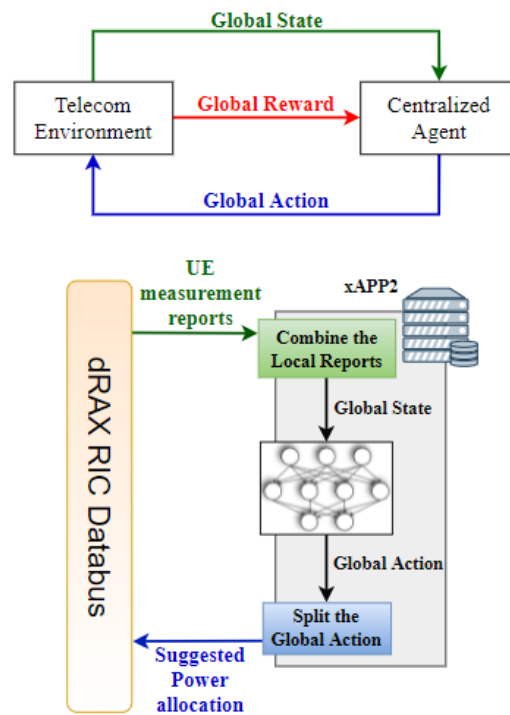 Global State
Telecom
Environment
Global Reward
Centralized
Agent
Global Action
UE
measurement
reports
xAPP2
dRAX RIC Databus
Combine the
Local Reports
Global State
Global Action
Split the
Global Action
Suggested
Power
allocation